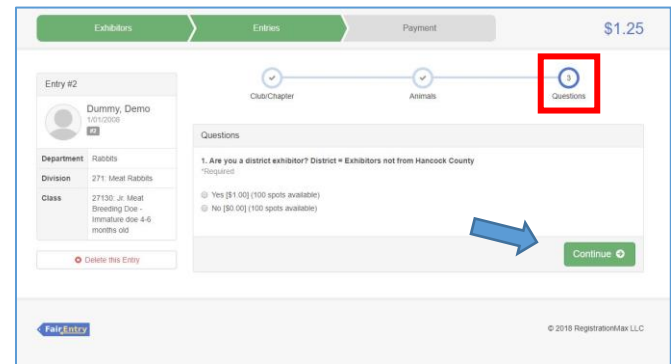 Exhibitors
Entries
Payment
$1.25
Entry #2
Dummy, Demo
1/01/2008
#2
Department Rabbits
Division 271: Meat Rabbits
Class 27130: Jr. Meat
Breeding Doe -
Immature doe 4-6
months old
Delete this Entry
Club/Chapter
Animals
3
Questions
Questions
1. Are you a district exhibitor? District = Exhibitors not from Hancock County
*Required
Yes [$1.00] (100 spots available)
No [$0.00] (100 spots available)
Continue
FairEntry
© 2018 RegistrationMax LLC